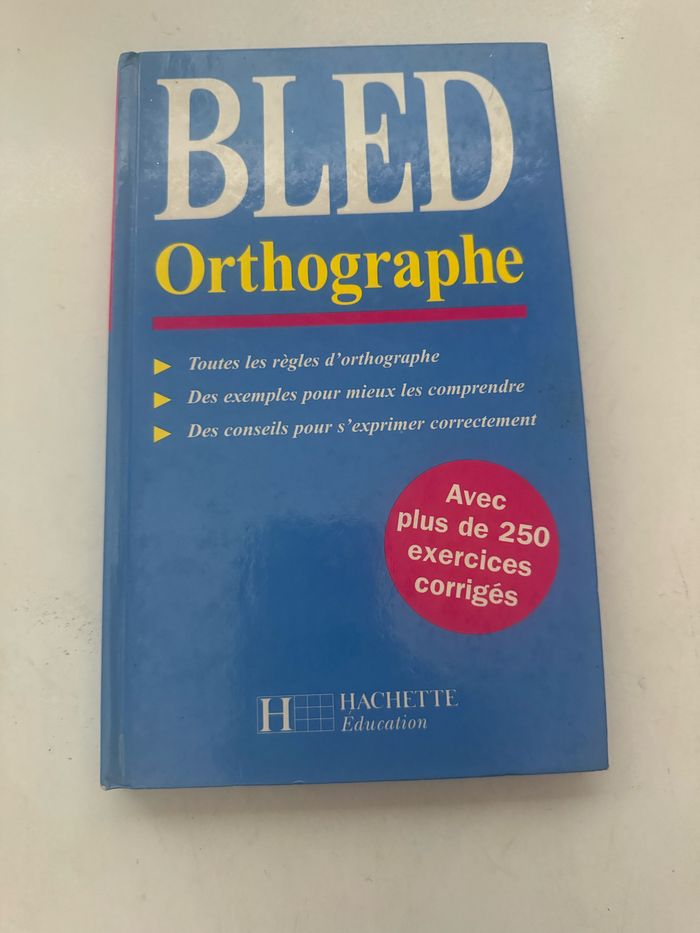 BLED
Orthographe
Toutes les règles d'orthographe
Des exemples pour mieux les comprendre
Des conseils pour s'exprimer correctement
Avec
plus de 250
exercices
corrigés
H HACHETTE
Éducation